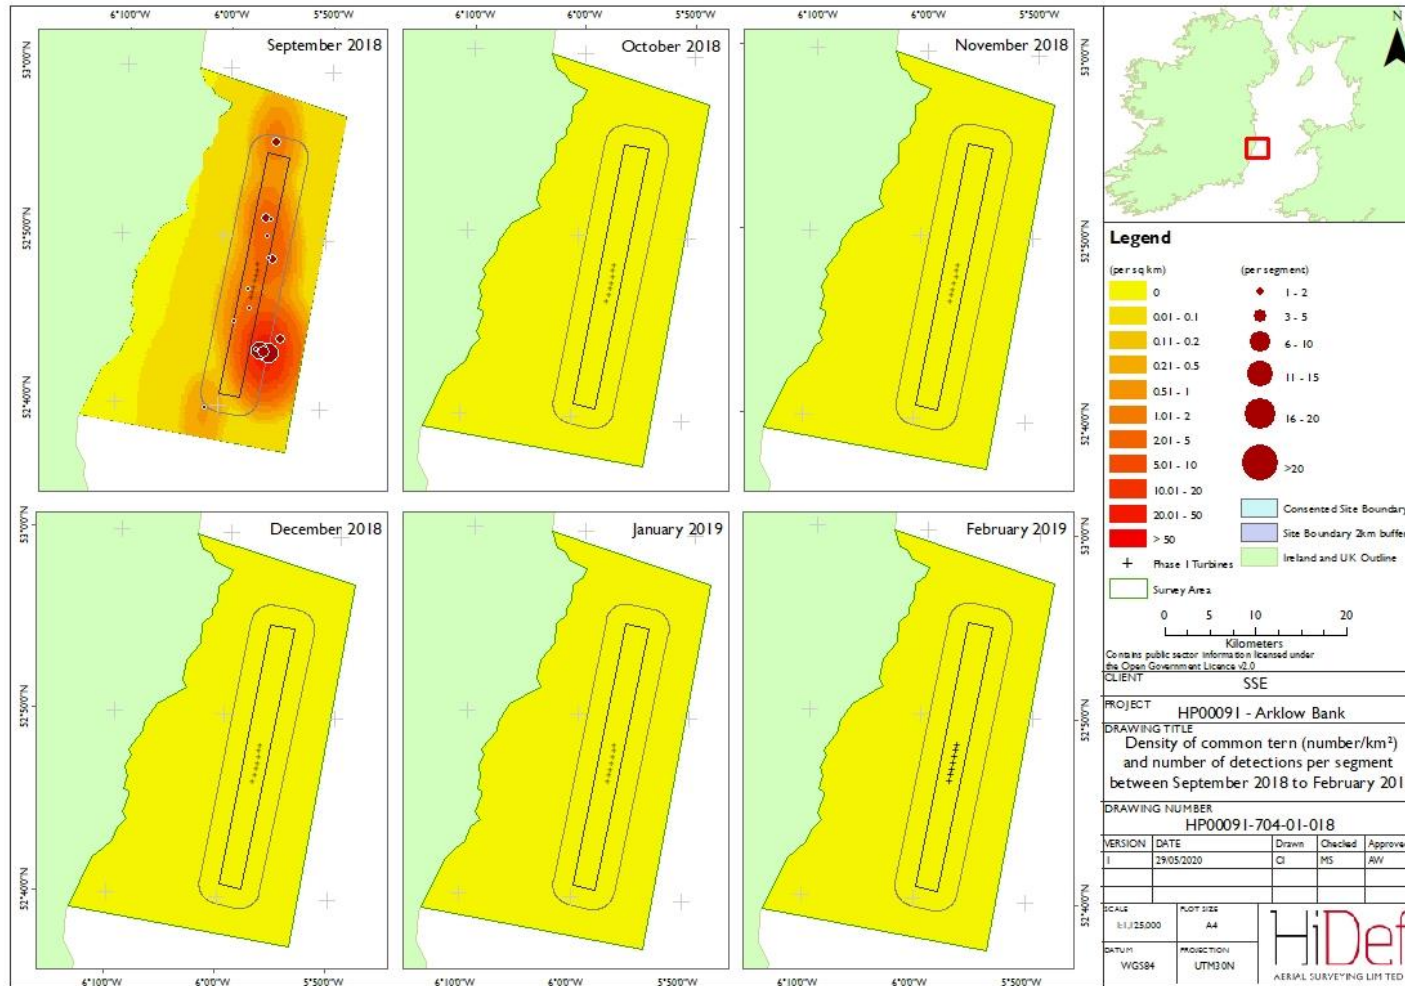 6°10'0"W 6°0'0"W 5°50'0"W 6°10'0"W 6°0'0"W 5°50'0"W 6°10'0"W 6°0'0"W 5°50'0"W
September 2018
October 2018
November 2018
53°0'0"N
52°50'0"N
52°40'0"N
53°0'0"N
52°50'0"N
52°40'0"N
December 2018
January 2019
February 2019
53°0'0"N
52°50'0"N
52°40'0"N
53°0'0"N
52°50'0"N
52°40'0"N
6°10'0"W 6°0'0"W 5°50'0"W 6°10'0"W 6°0'0"W 5°50'0"W 6°10'0"W 6°0'0"W 5°50'0"W
N
Legend
(per sq km)
0
0.01 - 0.1
0.11 - 0.2
0.21 - 0.5
0.51 - 1
1.01 - 2
2.01 - 5
5.01 - 10
10.01 - 20
20.01 - 50
> 50
Phase 1 Turbines
Survey Area
(per segment)
1 - 2
3 - 5
6 - 10
11 - 15
16 - 20
>20
Consented Site Boundary
Site Boundary 2km buffer
Ireland and UK Outline
0 5 10 20
Kilometers
Contains public sector information licensed under
the Open Government Licence v2.0
CLIENT
SSE
PROJECT
HP00091 - Arklow Bank
DRAWING TITLE
Density of common tern (number/km²)
and number of detections per segment
between September 2018 to February 201
DRAWING NUMBER
HP00091-704-01-018
VERSION DATE Drawn Checked Approve
1 29/05/2020 CI MS AW
SCALE PLOT SIZE
1:1,125,000 A4
DATUM PROJECTION
WGS84 UTM30N
HiDef
AERIAL SURVEYING LIMITED